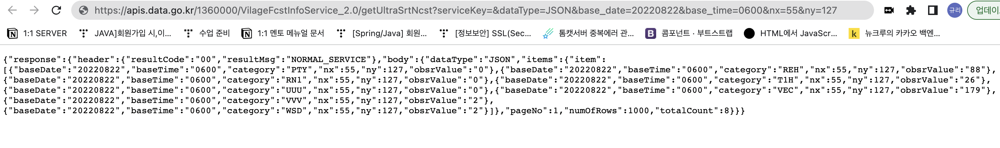 https://apis.data.go.kr/1360000/VilageFcstInfoService_2.0/getUltraSrtNcst?serviceKey=&dataType=JSON&base_date=20220822&base_time=0600&nx=55&ny=127 규리 업데이트
1:1 SERVER JAVA]회원가입 시,이... 수업 준비 1:1 멘토 메뉴얼 문서 [Spring/Java] 회원... [정보보안] SSL(Sec... 톰캣서버 중복에러 관... B 콤포넌트 · 부트스트랩 HTML에서 JavaScr... k 뉴크루의 카카오 백엔...
{"response":{"header":{"resultCode":"00","resultMsg":"NORMAL_SERVICE"},"body":{"dataType":"JSON","items":{"item":
[{"baseDate":"20220822","baseTime":"0600","category":"PTY","nx":55,"ny":127,"obsrValue":"0"},{"baseDate":"20220822","baseTime":"0600","category":"REH","nx":55,"ny":127,"obsrValue":"88"},
{"baseDate":"20220822","baseTime":"0600","category":"RN1","nx":55,"ny":127,"obsrValue":"0"},{"baseDate":"20220822","baseTime":"0600","category":"T1H","nx":55,"ny":127,"obsrValue":"26"},
{"baseDate":"20220822","baseTime":"0600","category":"UUU","nx":55,"ny":127,"obsrValue":"0"},{"baseDate":"20220822","baseTime":"0600","category":"VEC","nx":55,"ny":127,"obsrValue":"179"},
{"baseDate":"20220822","baseTime":"0600","category":"VVV","nx":55,"ny":127,"obsrValue":"2"},
{"baseDate":"20220822","baseTime":"0600","category":"WSD","nx":55,"ny":127,"obsrValue":"2"}]},"pageNo":1,"numOfRows":1000,"totalCount":8}}}